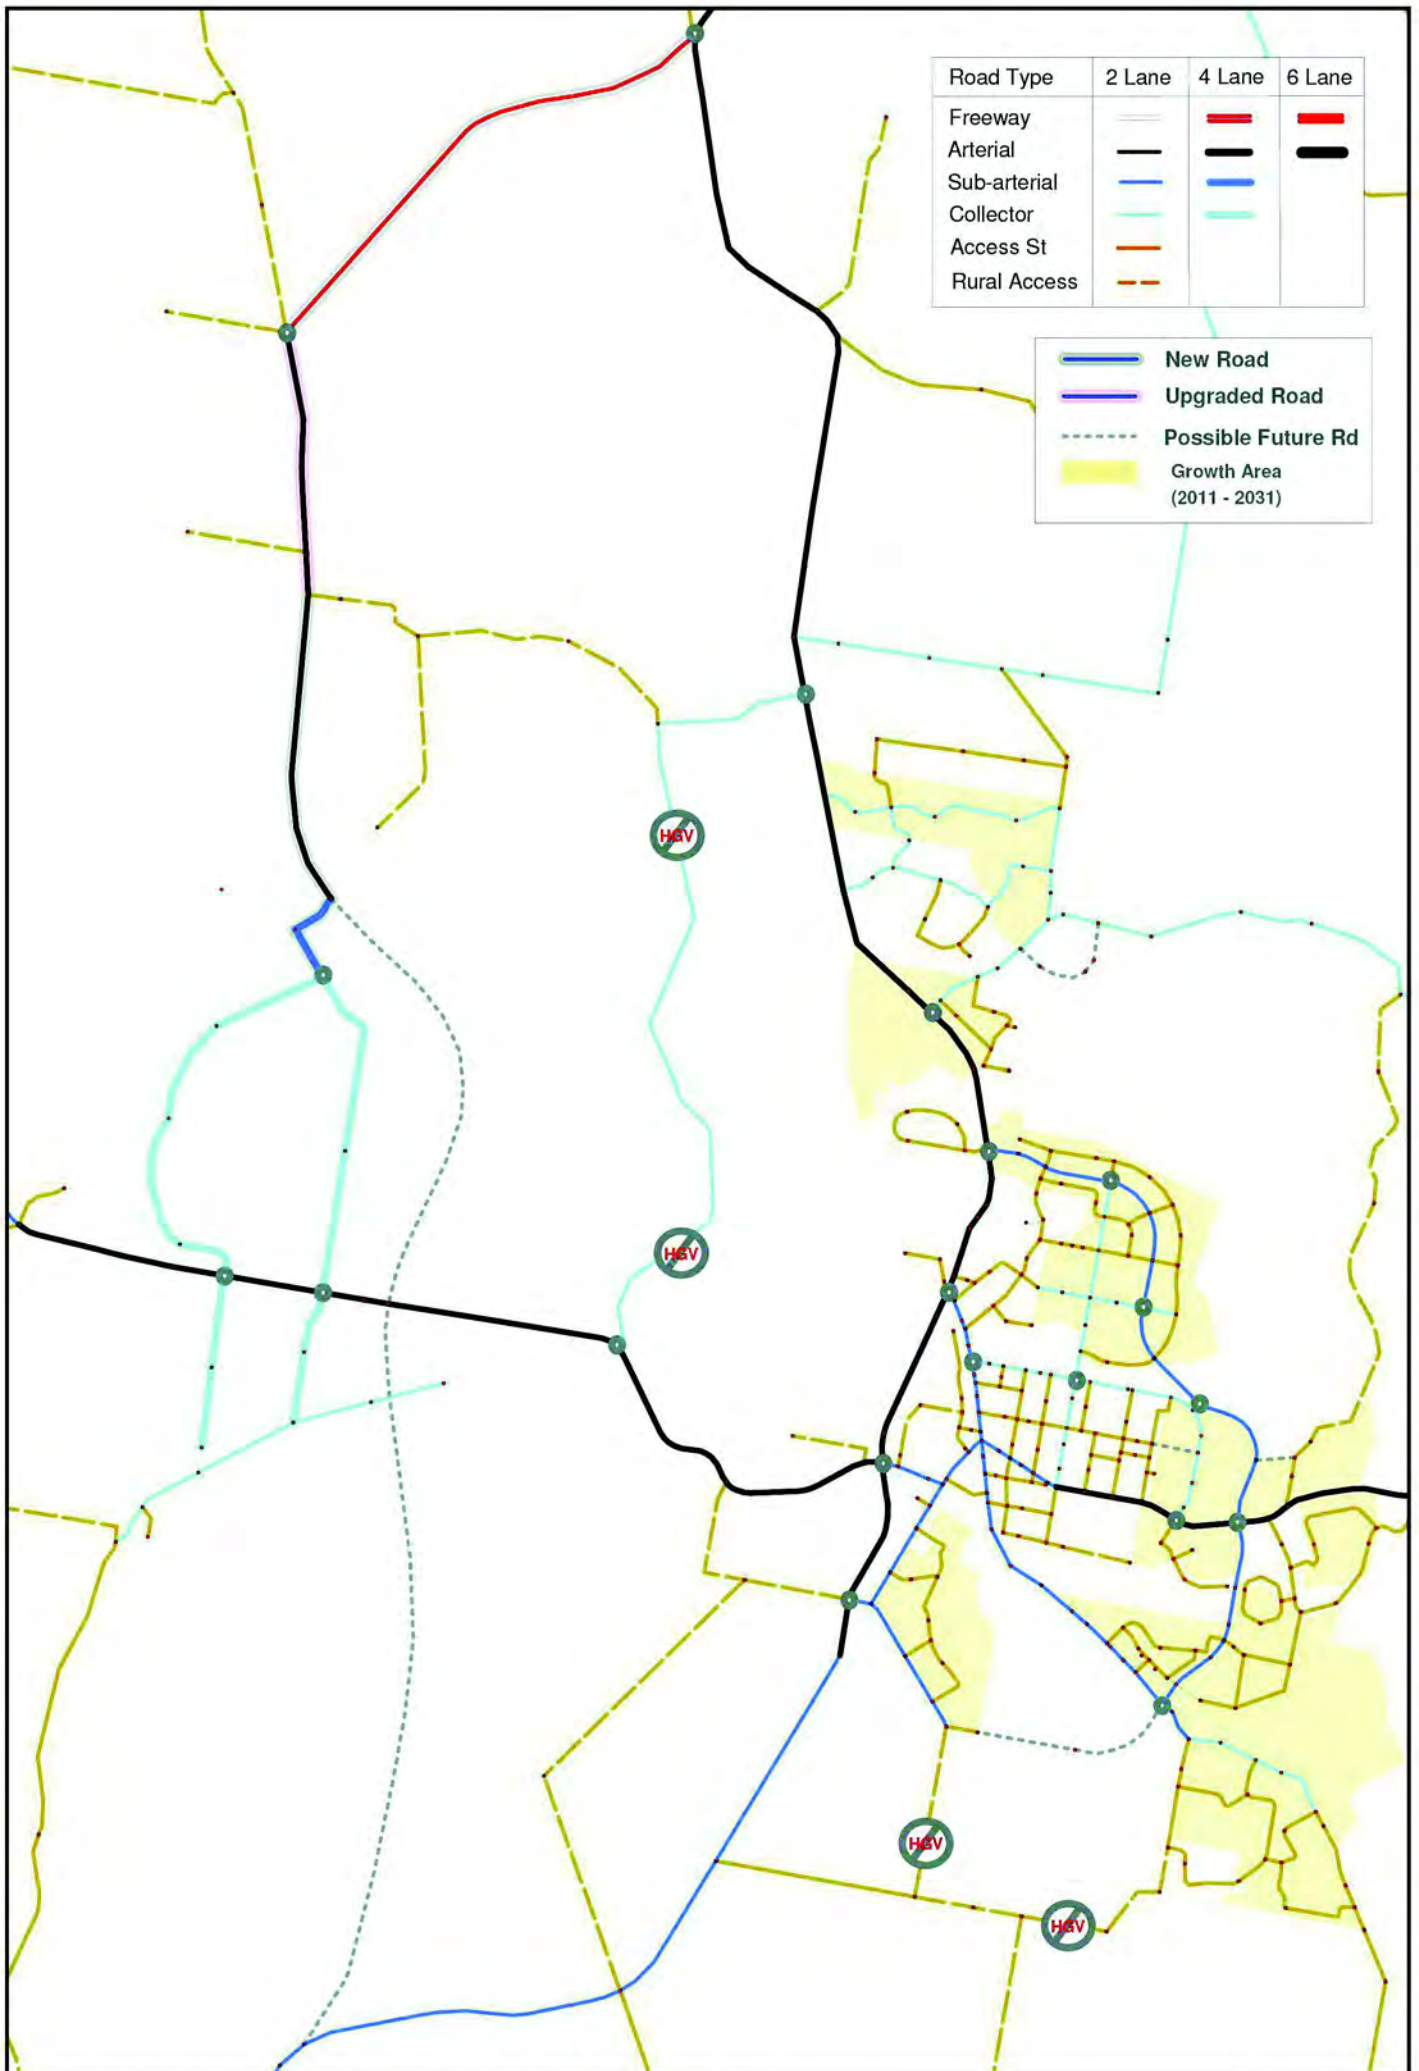 Road Type 2 Lane 4 Lane 6 Lane
Freeway
Arterial
Sub-arterial
Collector
Access St
Rural Access
New Road
Upgraded Road
Possible Future Rd
Growth Area
(2011 - 2031)
HGV
HGV
HGV
HGV